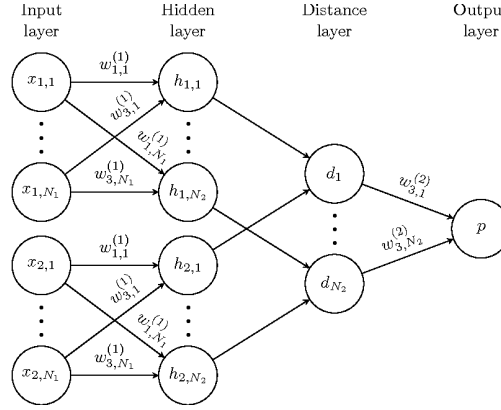 Input layer
Hidden layer
Distance layer
Output layer
x_{1,1}
w_{1,1}^{(1)}
h_{1,1}
w_{3,1}^{(1)}
w_{1,N_1}^{(1)}
x_{1,N_1}
w_{3,N_1}^{(1)}
h_{1,N_2}
x_{2,1}
w_{1,1}^{(1)}
h_{2,1}
w_{3,1}^{(1)}
w_{1,N_1}^{(1)}
x_{2,N_1}
w_{3,N_1}^{(1)}
h_{2,N_2}
d_1
d_{N_2}
w_{3,1}^{(2)}
w_{3,N_2}^{(2)}
p